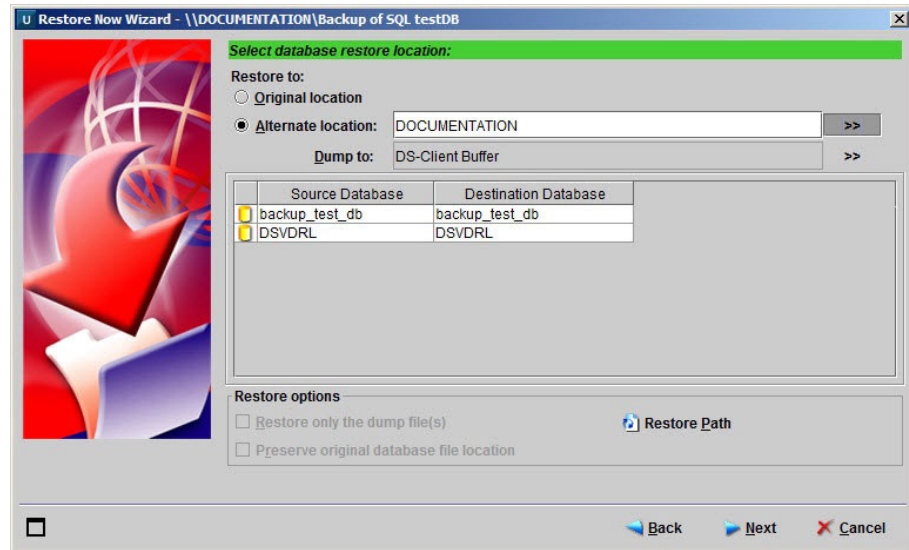 U Restore Now Wizard - \\DOCUMENTATION\Backup of SQL testDB
Select database restore location:
Restore to:
Original location
Alternate location: DOCUMENTATION >>
Dump to: DS-Client Buffer >>
Source Database Destination Database
backup_test_db backup_test_db
DSVDRL DSVDRL
Restore options
Restore only the dump file(s) Restore Path
Preserve original database file location
Back Next Cancel